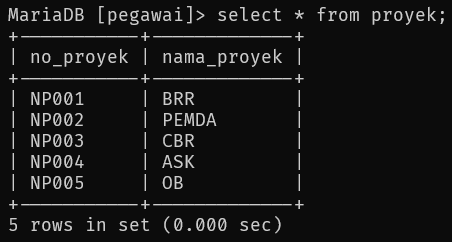 MariaDB [pegawai]> select * from proyek;
+-----------+-------------+
| no_proyek | nama_proyek |
+-----------+-------------+
| NP001     | BRR         |
| NP002     | PEMDA       |
| NP003     | CBR         |
| NP004     | ASK         |
| NP005     | OB          |
+-----------+-------------+
5 rows in set (0.000 sec)